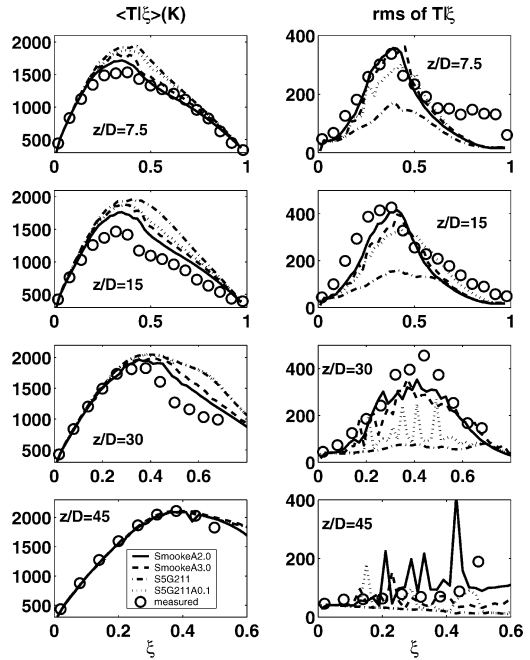 <T|ξ>(K)
rms of T|ξ
2000
1500
1000
500
0 0.5 1
z/D=7.5
400
200
0
0 0.5 1
z/D=7.5
2000
1500
1000
500
0 0.5 1
z/D=15
400
200
0
0 0.5 1
z/D=15
2000
1500
1000
500
0 0.2 0.4 0.6
z/D=30
400
200
0
0 0.2 0.4 0.6
z/D=30
2000
1500
1000
500
0 0.2 0.4 0.6
z/D=45
SmookeA2.0
SmookeA3.0
S5G211
S5G211A0.1
measured
ξ
400
200
0
0 0.2 0.4 0.6
z/D=45
ξ